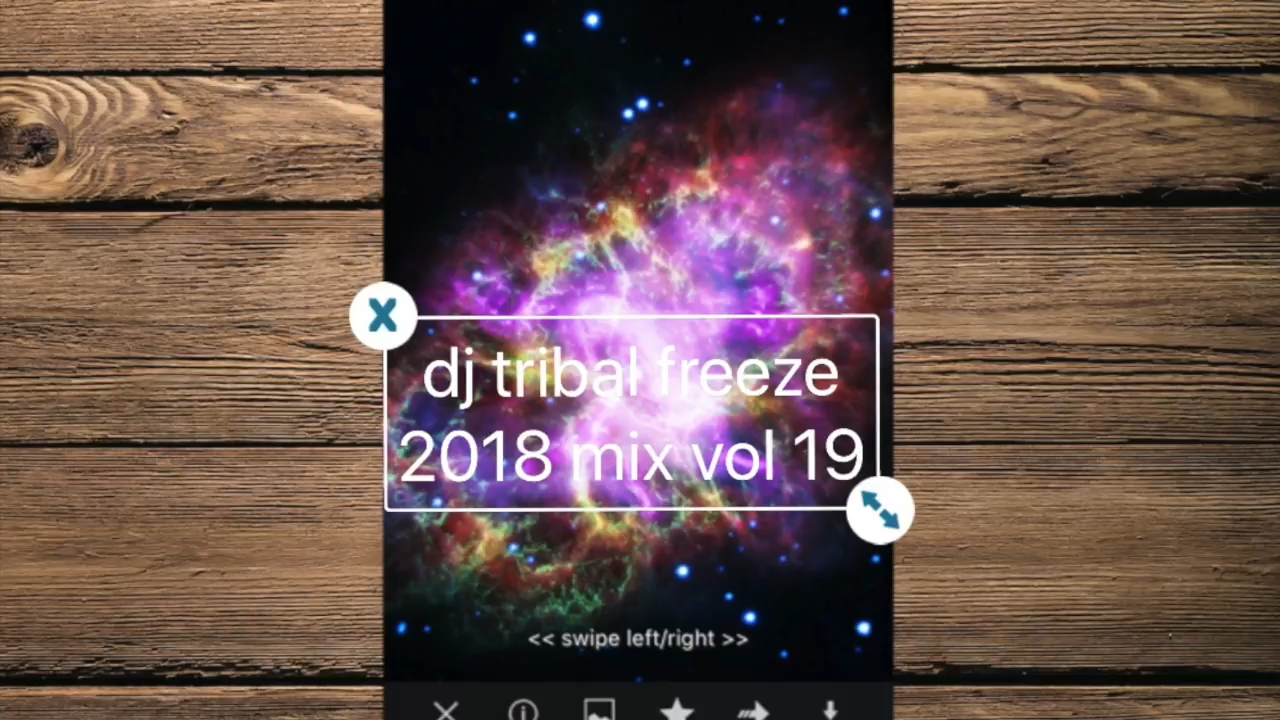 dj tribal freeze
2018 mix vol 19
<< swipe left/right >>